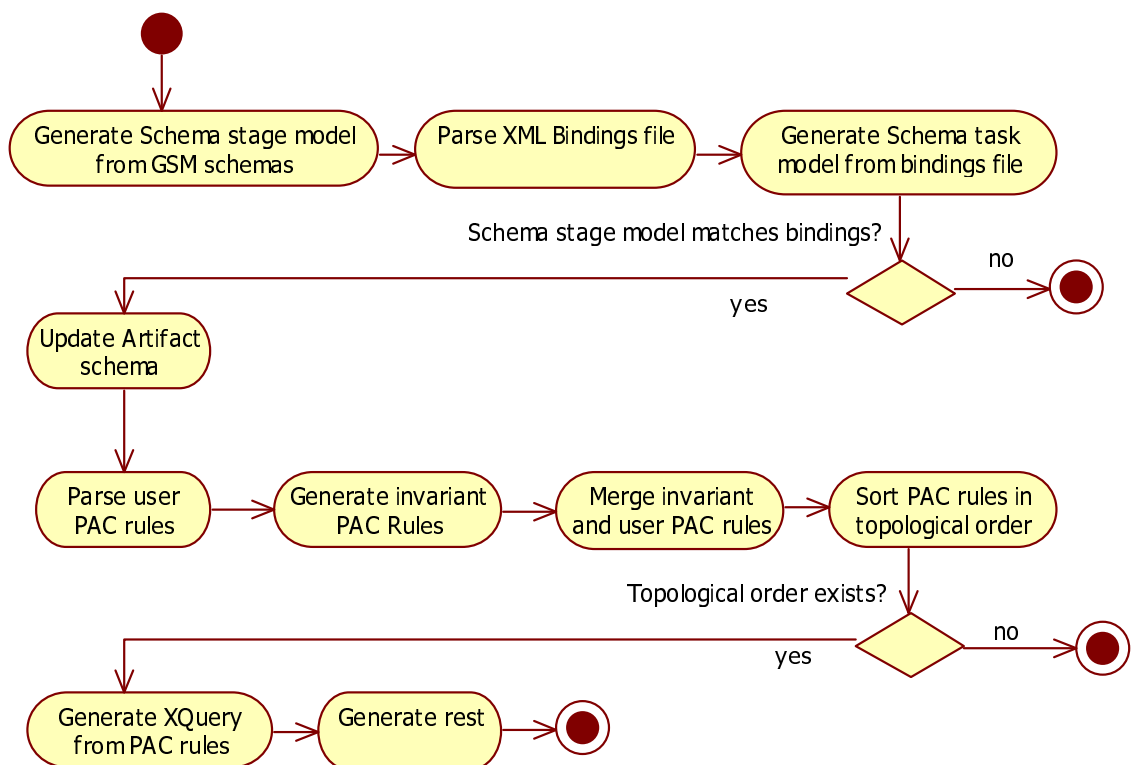 Generate Schema stage model
from GSM schemas
Parse XML Bindings file
Generate Schema task
model from bindings file
Schema stage model matches bindings?
no
yes
Update Artifact
schema
Parse user
PAC rules
Generate invariant
PAC Rules
Merge invariant
and user PAC rules
Sort PAC rules in
topological order
Topological order exists?
no
yes
Generate XQuery
from PAC rules
Generate rest